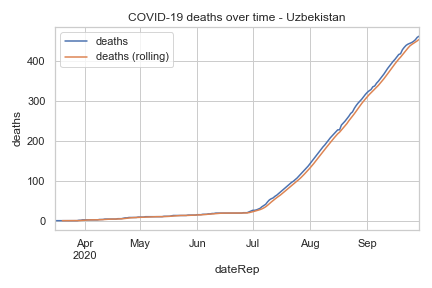 COVID-19 deaths over time - Uzbekistan
deaths
deaths (rolling)
400
300
200
100
0
deaths
Apr
2020
May
Jun
Jul
Aug
Sep
dateRep